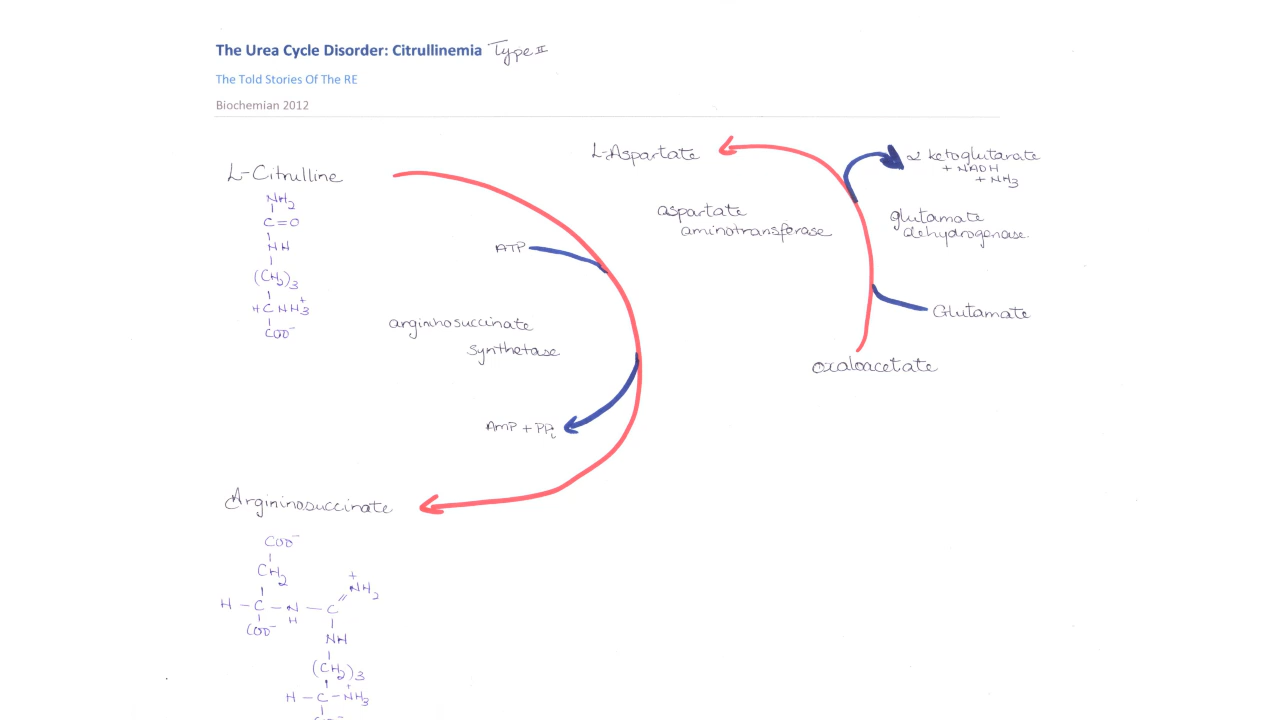 The Urea Cycle Disorder: Citrullinemia Type II
The Told Stories Of The RE
Biochemian 2012
L-Citrulline
NH2
C=O
NH
(CH2)3
HCNH3+
COO-
ATP
argininosuccinate
synthetase
AMP + PPi
Argininosuccinate
COO-
CH2
+NH2
H - C - N - C
H
COO-
NH
(CH2)3
H - C - +NH3
COO-
L-Aspartate
aspartate
aminotransferase
α ketoglutarate
+ NADH
+ NH3
glutamate
dehydrogenase.
Glutamate
oxaloacetate